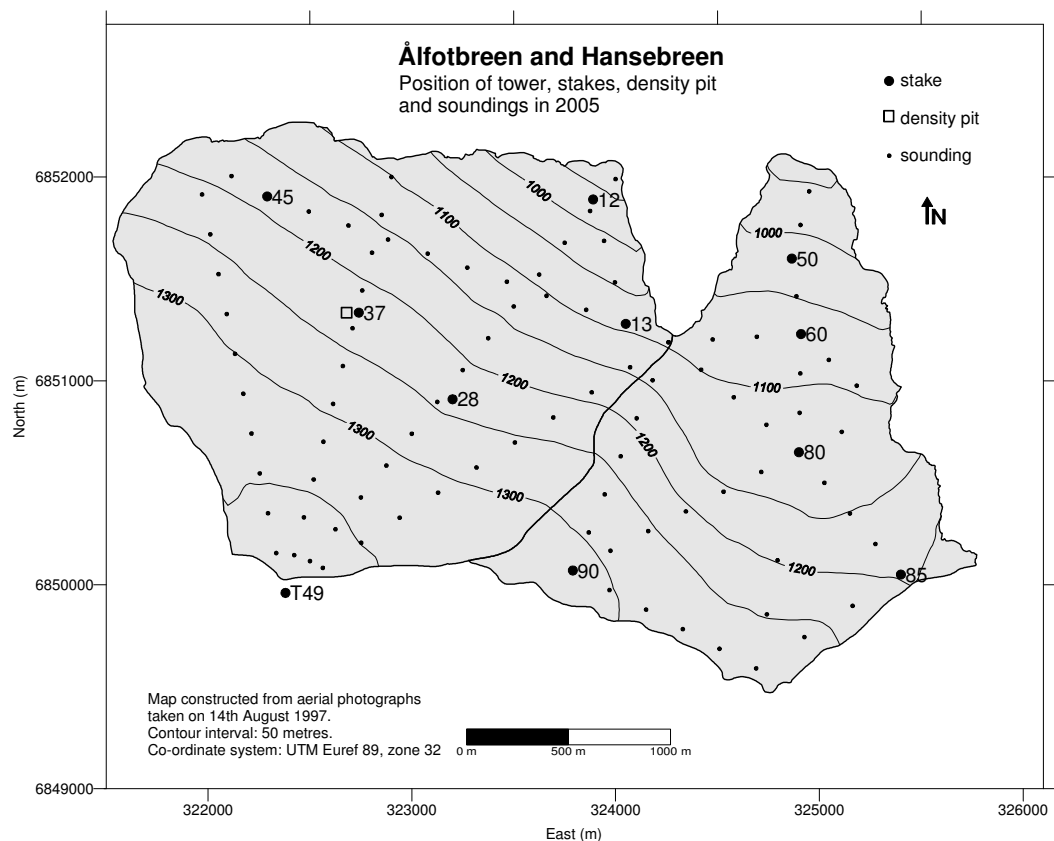 Ålfotbreen and Hansebreen
Position of tower, stakes, density pit
and soundings in 2005
stake
density pit
sounding
N
6852000
6851000
6850000
6849000
North (m)
45
12
1000
1100
1200
1000
50
1300
37
13
60
1100
1200
28
1300
1200
80
1300
1200
90
85
T49
Map constructed from aerial photographs
taken on 14th August 1997.
Contour interval: 50 metres.
Co-ordinate system: UTM Euref 89, zone 32
0 m 500 m 1000 m
322000 323000 324000 325000 326000
East (m)